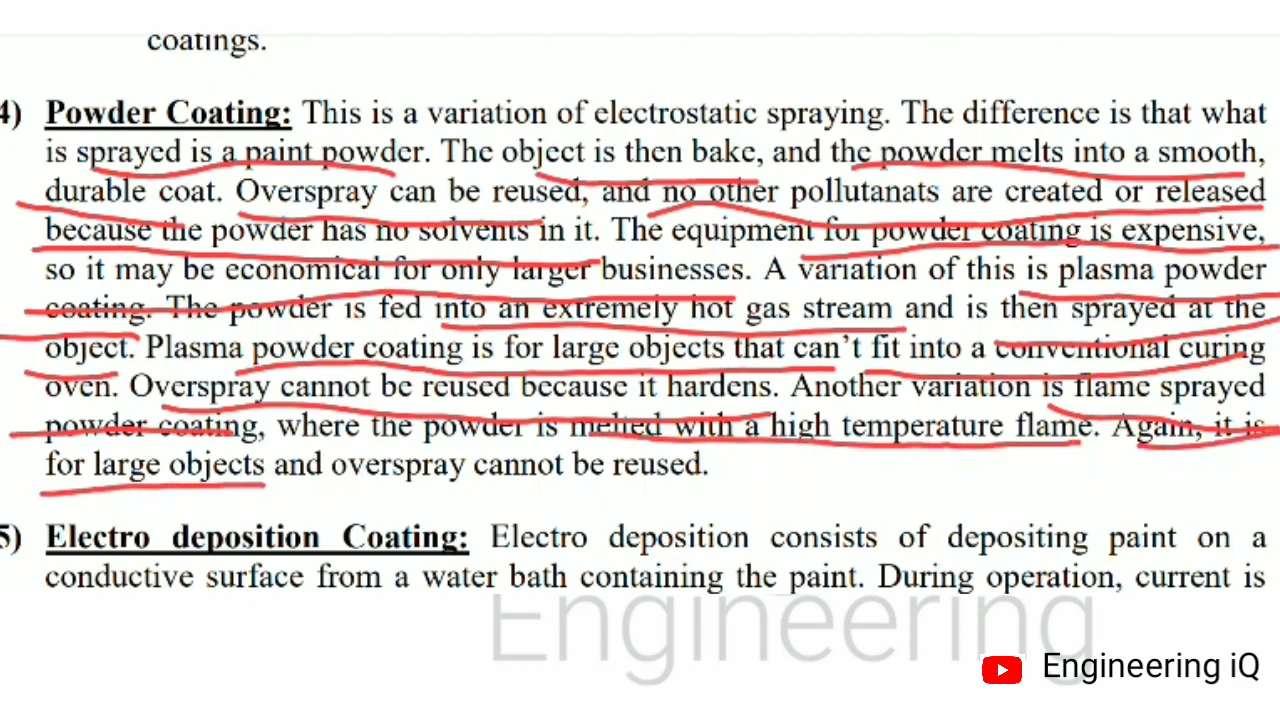 coatings.
4) Powder Coating: This is a variation of electrostatic spraying. The difference is that what
is sprayed is a paint powder. The object is then bake, and the powder melts into a smooth,
durable coat. Overspray can be reused, and no other pollutanats are created or released
because the powder has no solvents in it. The equipment for powder coating is expensive,
so it may be economical for only larger businesses. A variation of this is plasma powder
coating. The powder is fed into an extremely hot gas stream and is then sprayed at the
object. Plasma powder coating is for large objects that can't fit into a conventional curing
oven. Overspray cannot be reused because it hardens. Another variation is flame sprayed
powder coating, where the powder is melted with a high temperature flame. Again, it is
for large objects and overspray cannot be reused.
5) Electro deposition Coating: Electro deposition consists of depositing paint on a
conductive surface from a water bath containing the paint. During operation, current is
Engineering
Engineering iQ